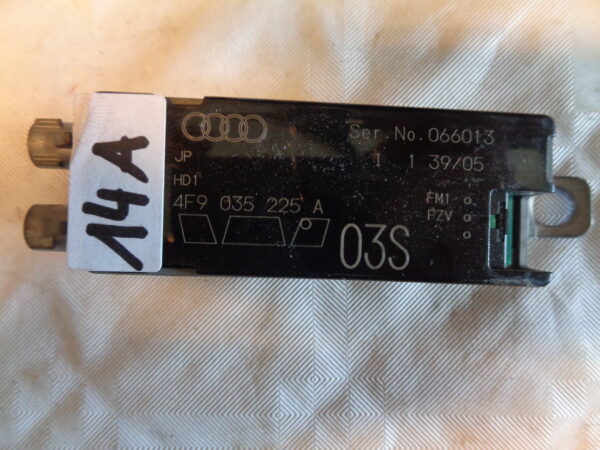 14A
Ser.No. 066013
JP
1 1 39/05
HD1
4F9 035 225 A
FM1
FZV
03S